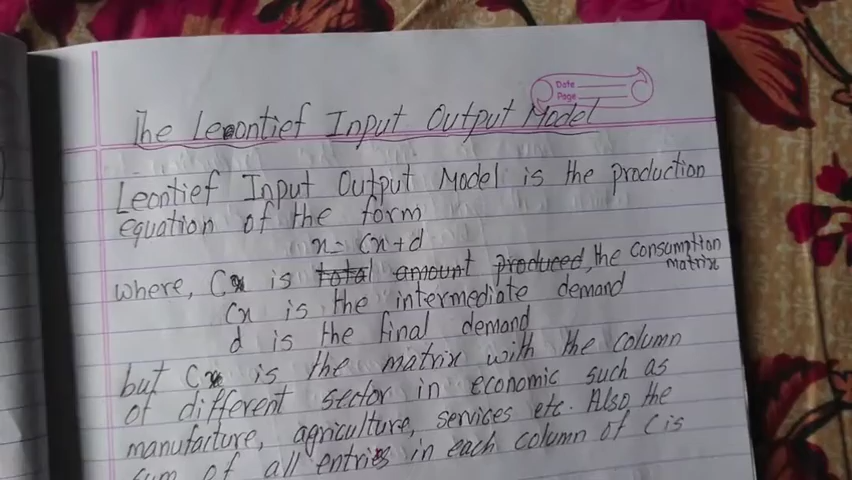 Date
Page
The Leontief Input Output Model
Leontief Input Output Model is the production
equation of the form
x = Cx + d
where, C is total amount produced, the consumption
matrix
Cx is the intermediate demand
d is the final demand
but C is the matrix with the column
of different sector in economic such as
manufacture, agriculture, services etc. Also, the
sum of all entries in each column of C is